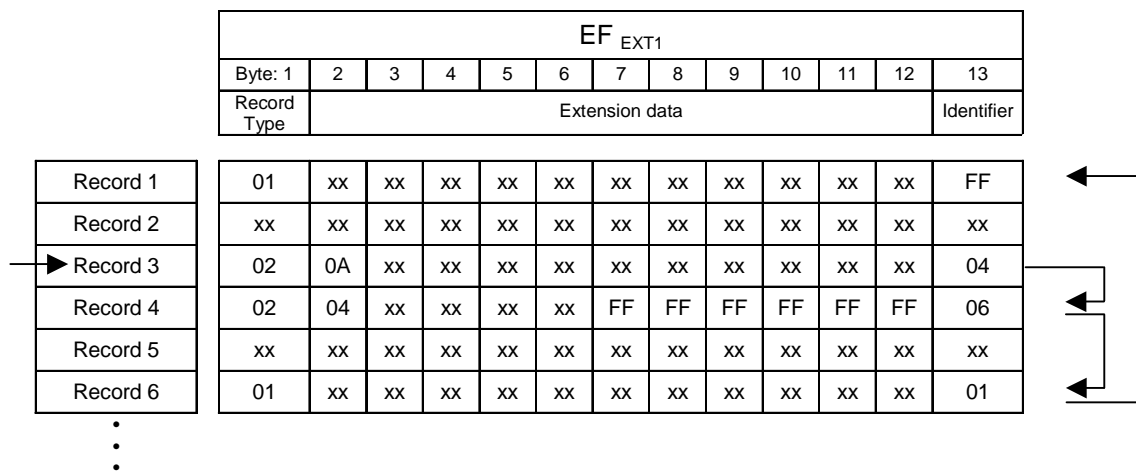 EF EXT1
Byte: 1 2 3 4 5 6 7 8 9 10 11 12 13
Record Type Extension data Identifier
Record 1 01 xx xx xx xx xx xx xx xx xx xx xx FF
Record 2 xx xx xx xx xx xx xx xx xx xx xx xx xx
Record 3 02 0A xx xx xx xx xx xx xx xx xx xx 04
Record 4 02 04 xx xx xx xx FF FF FF FF FF FF 06
Record 5 xx xx xx xx xx xx xx xx xx xx xx xx xx
Record 6 01 xx xx xx xx xx xx xx xx xx xx xx 01